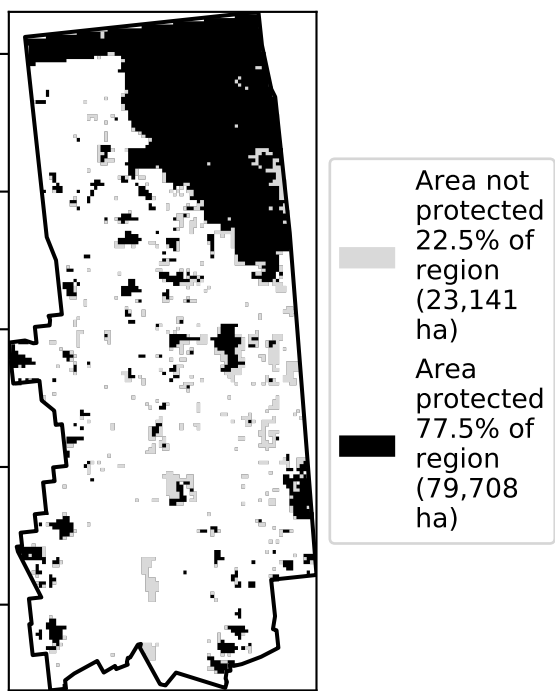 Area not
protected
22.5% of
region
(23,141
ha)
Area
protected
77.5% of
region
(79,708
ha)